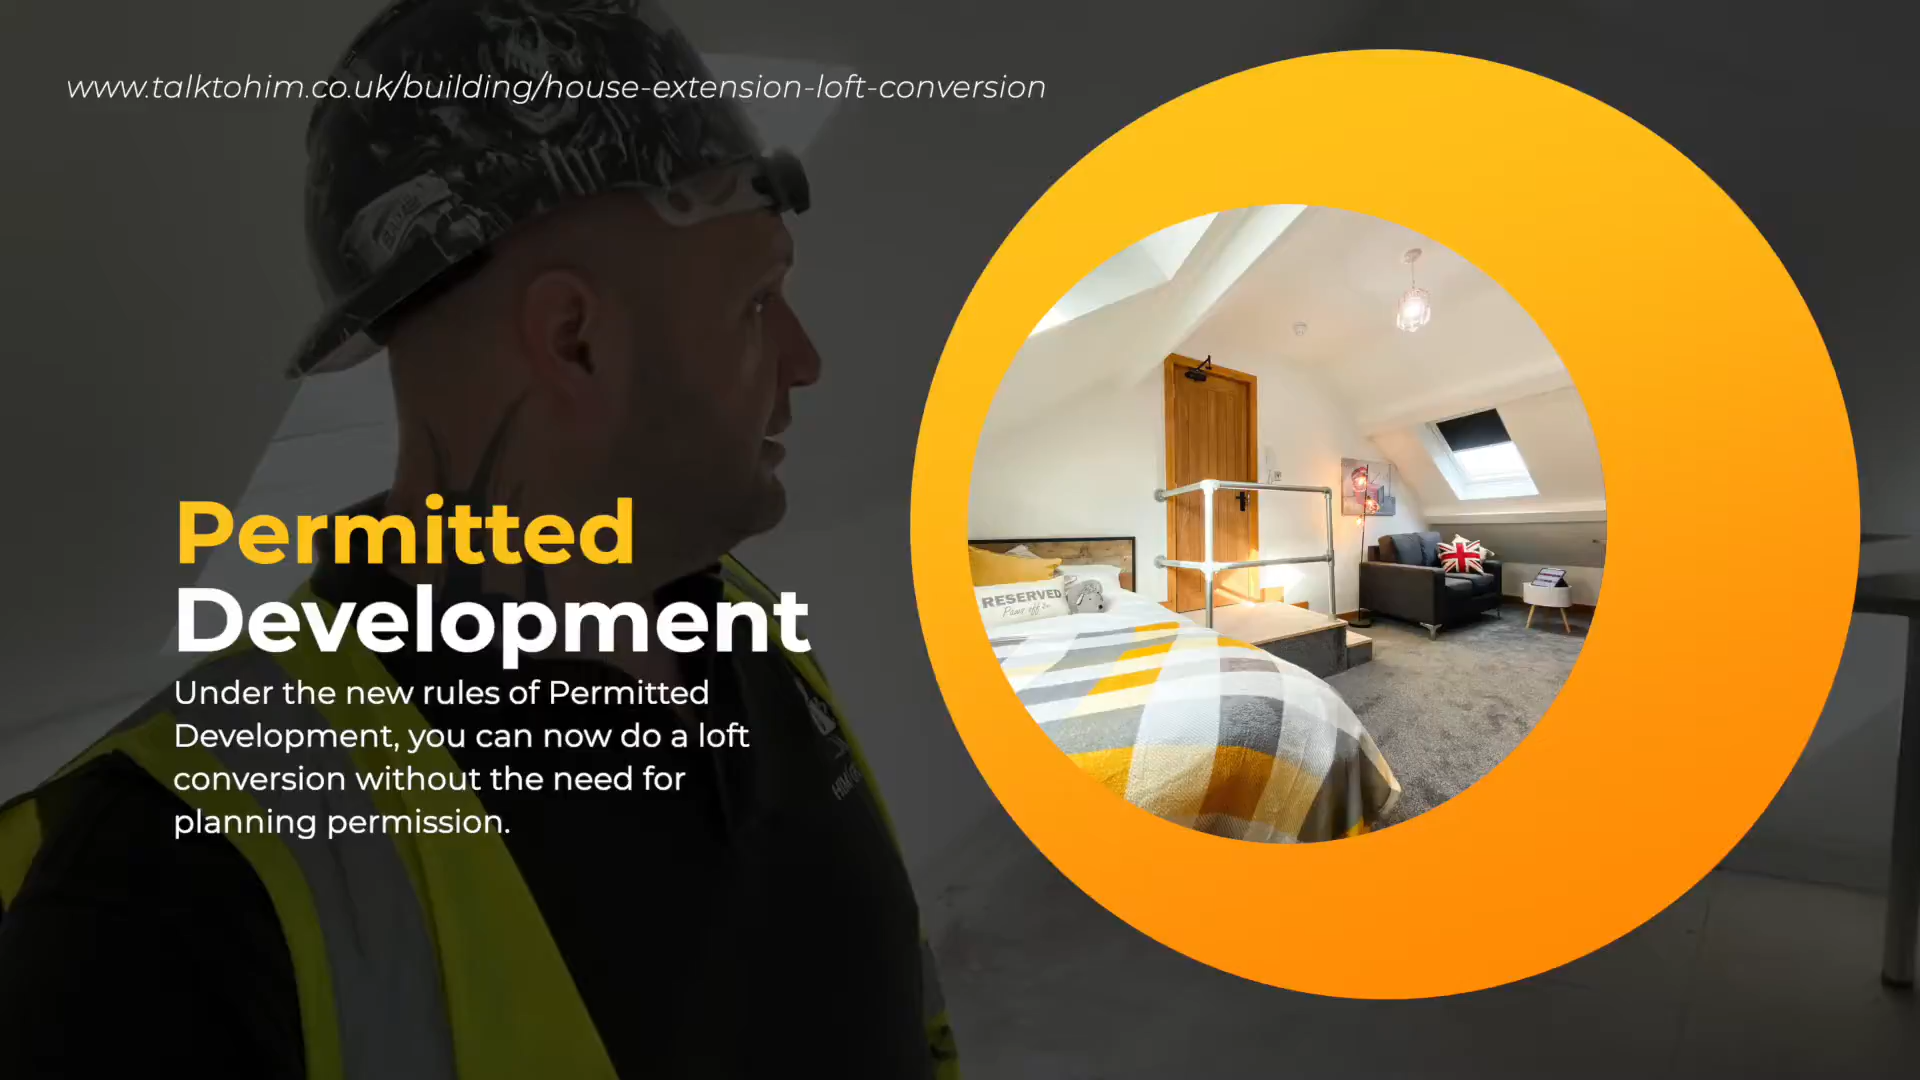 www.talktohim.co.uk/building/house-extension-loft-conversion
Permitted
Development
Under the new rules of Permitted
Development, you can now do a loft
conversion without the need for
planning permission.
RESERVED